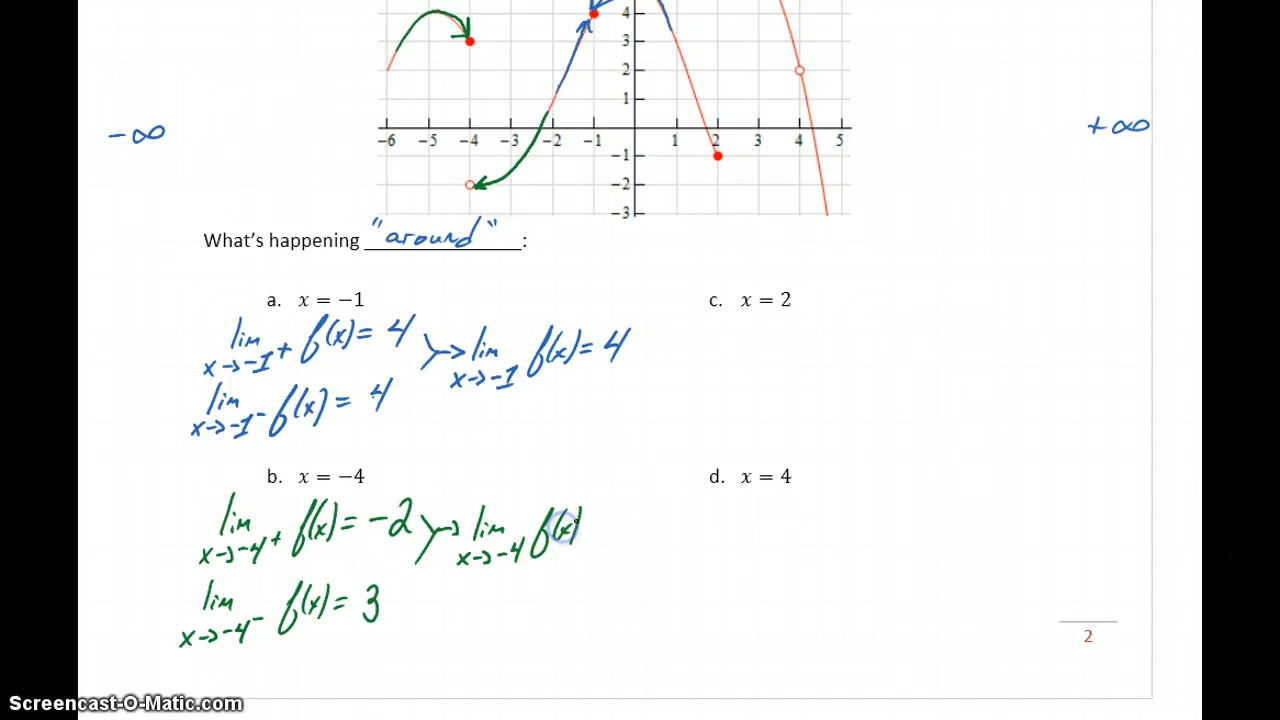 4
3
2
1
-6 -5 -4 -3 -2 -1 1 2 3 4 5
-1
-2
-3
-∞
+∞
What's happening "around":
a. x = −1
lim x→-1⁺ f(x) = 4
lim x→-1⁻ f(x) = 4
→ lim x→-1 f(x) = 4
b. x = −4
lim x→-4⁺ f(x) = -2
lim x→-4⁻ f(x) = 3
→ lim x→-4 f(x)
c. x = 2
d. x = 4
2
Screencast-O-Matic.com